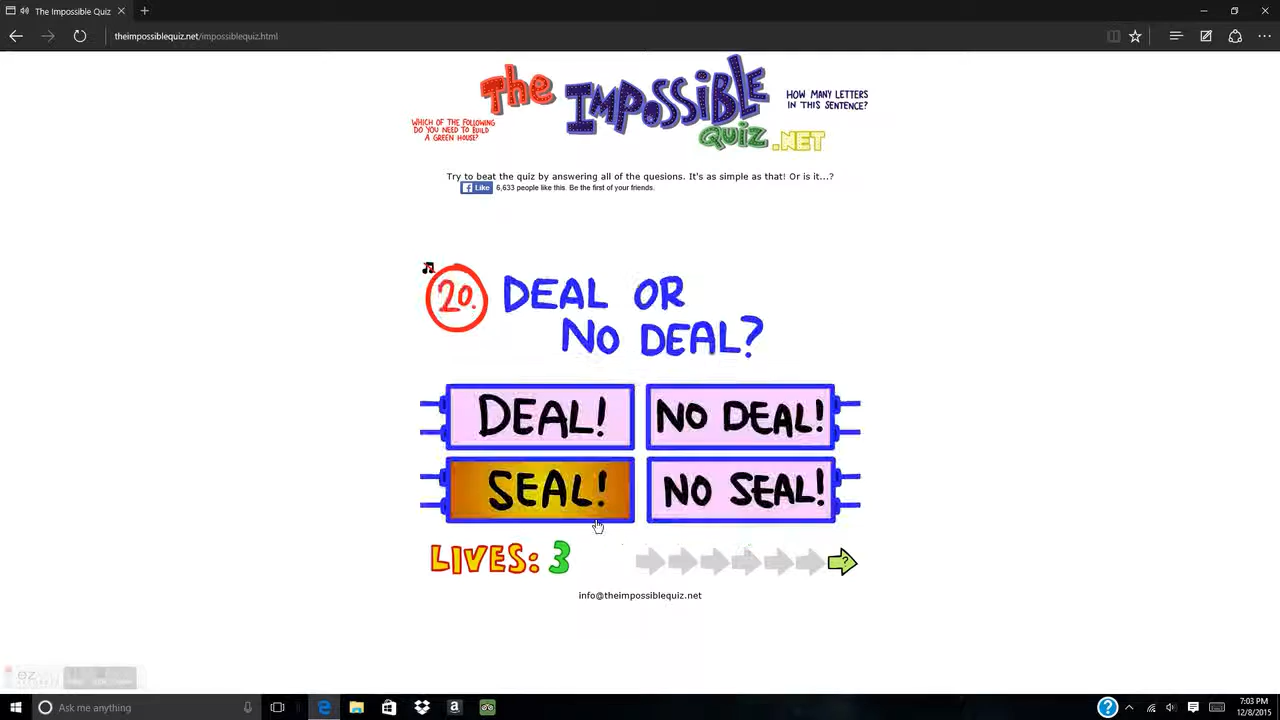 The Impossible Quiz
theimpossiblequiz.net/impossiblequiz.html
The IMPOSSiBLE
QUiZ .NET
HOW MANY LETTERS
IN THIS SENTENCE?
WHICH OF THE FOLLOWING
DO YOU NEED TO BUILD
A GREEN HOUSE?
Try to beat the quiz by answering all of the quesions. It's as simple as that! Or is it...?
Like 6,633 people like this. Be the first of your friends.
20. DEAL OR
NO DEAL?
DEAL! NO DEAL!
SEAL! NO SEAL!
LIVES: 3 ?
info@theimpossiblequiz.net
ez
Ask me anything
7:03 PM
12/8/2015